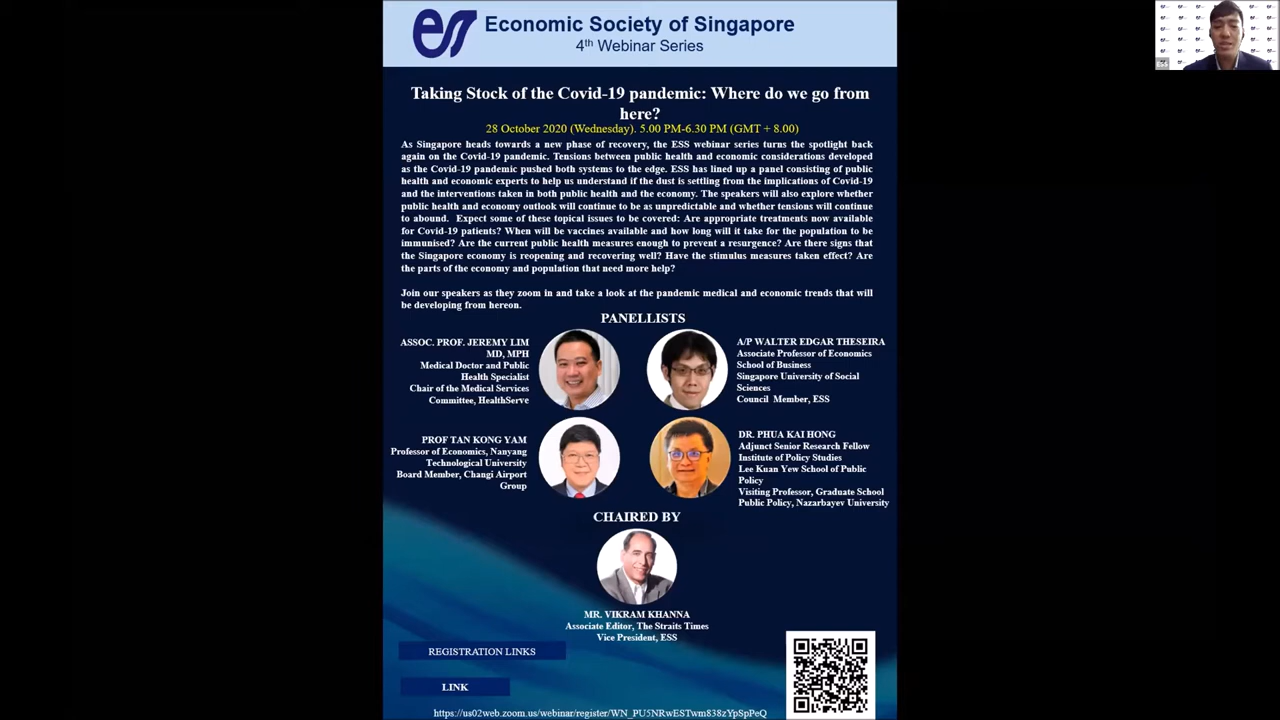 ess Economic Society of Singapore
4th Webinar Series
Taking Stock of the Covid-19 pandemic: Where do we go from
here?
28 October 2020 (Wednesday). 5.00 PM-6.30 PM (GMT + 8.00)
As Singapore heads towards a new phase of recovery, the ESS webinar series turns the spotlight back
again on the Covid-19 pandemic. Tensions between public health and economic considerations developed
as the Covid-19 pandemic pushed both systems to the edge. ESS has lined up a panel consisting of public
health and economic experts to help us understand if the dust is settling from the implications of Covid-19
and the interventions taken in both public health and the economy. The speakers will also explore whether
public health and economy outlook will continue to be as unpredictable and whether tensions will continue
to abound. Expect some of these topical issues to be covered: Are appropriate treatments now available
for Covid-19 patients? When will be vaccines available and how long will it take for the population to be
immunised? Are the current public health measures enough to prevent a resurgence? Are there signs that
the Singapore economy is reopening and recovering well? Have the stimulus measures taken effect? Are
the parts of the economy and population that need more help?
Join our speakers as they zoom in and take a look at the pandemic medical and economic trends that will
be developing from hereon.
PANELLISTS
ASSOC. PROF. JEREMY LIM
MD, MPH
Medical Doctor and Public
Health Specialist
Chair of the Medical Services
Committee, HealthServe
A/P WALTER EDGAR THESEIRA
Associate Professor of Economics
School of Business
Singapore University of Social
Sciences
Council Member, ESS
PROF TAN KONG YAM
Professor of Economics, Nanyang
Technological University
Board Member, Changi Airport
Group
DR. PHUA KAI HONG
Adjunct Senior Research Fellow
Institute of Policy Studies
Lee Kuan Yew School of Public
Policy
Visiting Professor, Graduate School
Public Policy, Nazarbayev University
CHAIRED BY
MR. VIKRAM KHANNA
Associate Editor, The Straits Times
Vice President, ESS
REGISTRATION LINKS
LINK
https://us02web.zoom.us/webinar/register/WN_PU5NRwESTwm838zYpSpPeQ